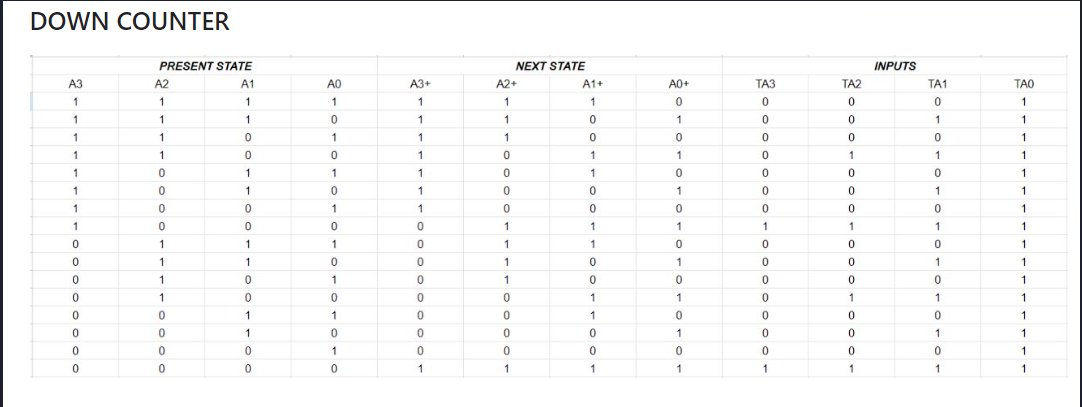 DOWN COUNTER
PRESENT STATE NEXT STATE INPUTS
A3 A2 A1 A0 A3+ A2+ A1+ A0+ TA3 TA2 TA1 TA0
1 1 1 1 1 1 1 0 0 0 0 1
1 1 1 0 1 1 0 1 0 0 1 1
1 1 0 1 1 1 0 0 0 0 0 1
1 1 0 0 1 0 1 1 0 1 1 1
1 0 1 1 1 0 1 0 0 0 0 1
1 0 1 0 1 0 0 1 0 0 1 1
1 0 0 1 1 0 0 0 0 0 0 1
1 0 0 0 0 1 1 1 1 1 1 1
0 1 1 1 0 1 1 0 0 0 0 1
0 1 1 0 0 1 0 1 0 0 1 1
0 1 0 1 0 1 0 0 0 0 0 1
0 1 0 0 0 0 1 1 0 1 1 1
0 0 1 1 0 0 1 0 0 0 0 1
0 0 1 0 0 0 0 1 0 0 1 1
0 0 0 1 0 0 0 0 0 0 0 1
0 0 0 0 1 1 1 1 1 1 1 1